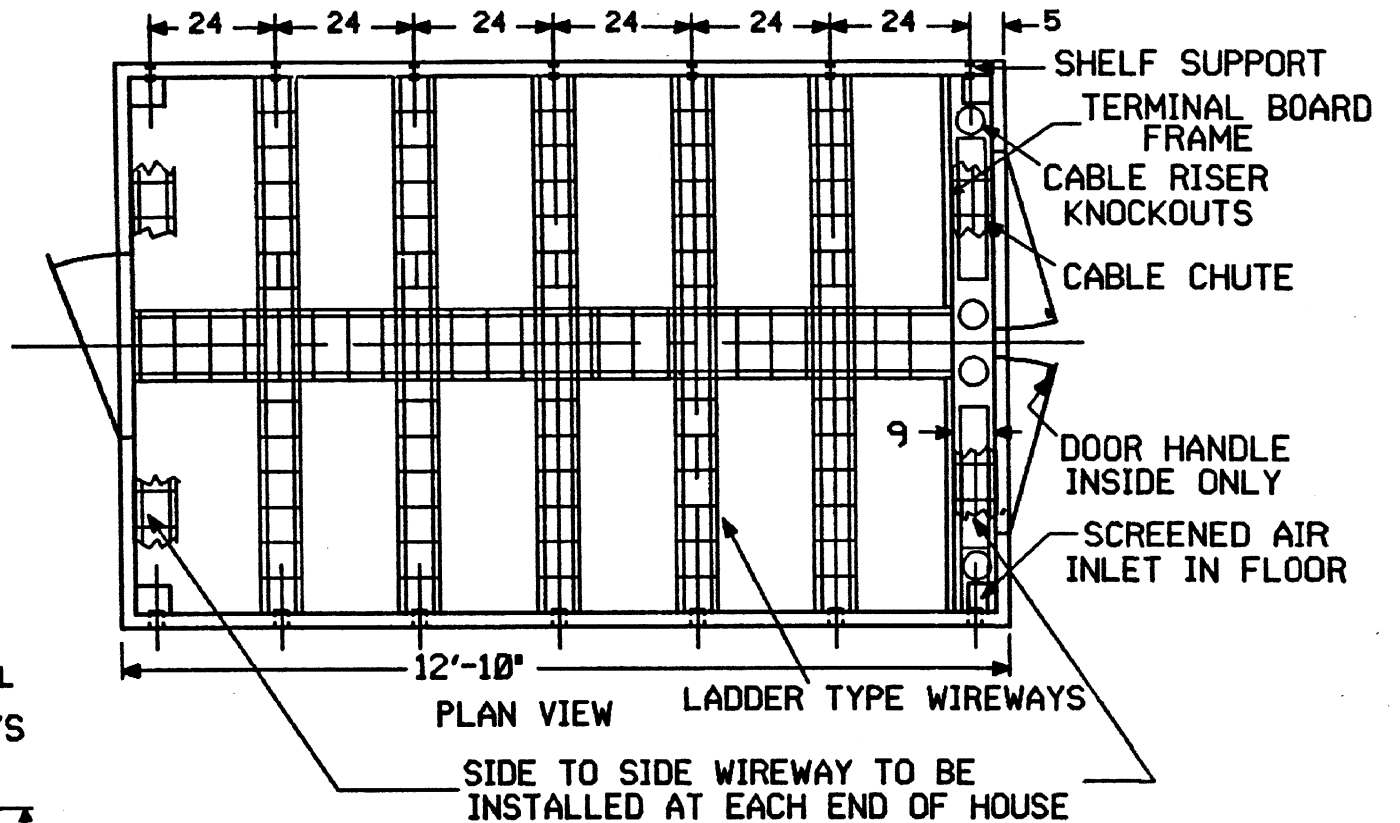 24 24 24 24 24 24 5
SHELF SUPPORT
TERMINAL BOARD
FRAME
CABLE RISER
KNOCKOUTS
CABLE CHUTE
9
DOOR HANDLE
INSIDE ONLY
SCREENED AIR
INLET IN FLOOR
12'-10"
L
PLAN VIEW
LADDER TYPE WIREWAYS
'S
SIDE TO SIDE WIREWAY TO BE
INSTALLED AT EACH END OF HOUSE